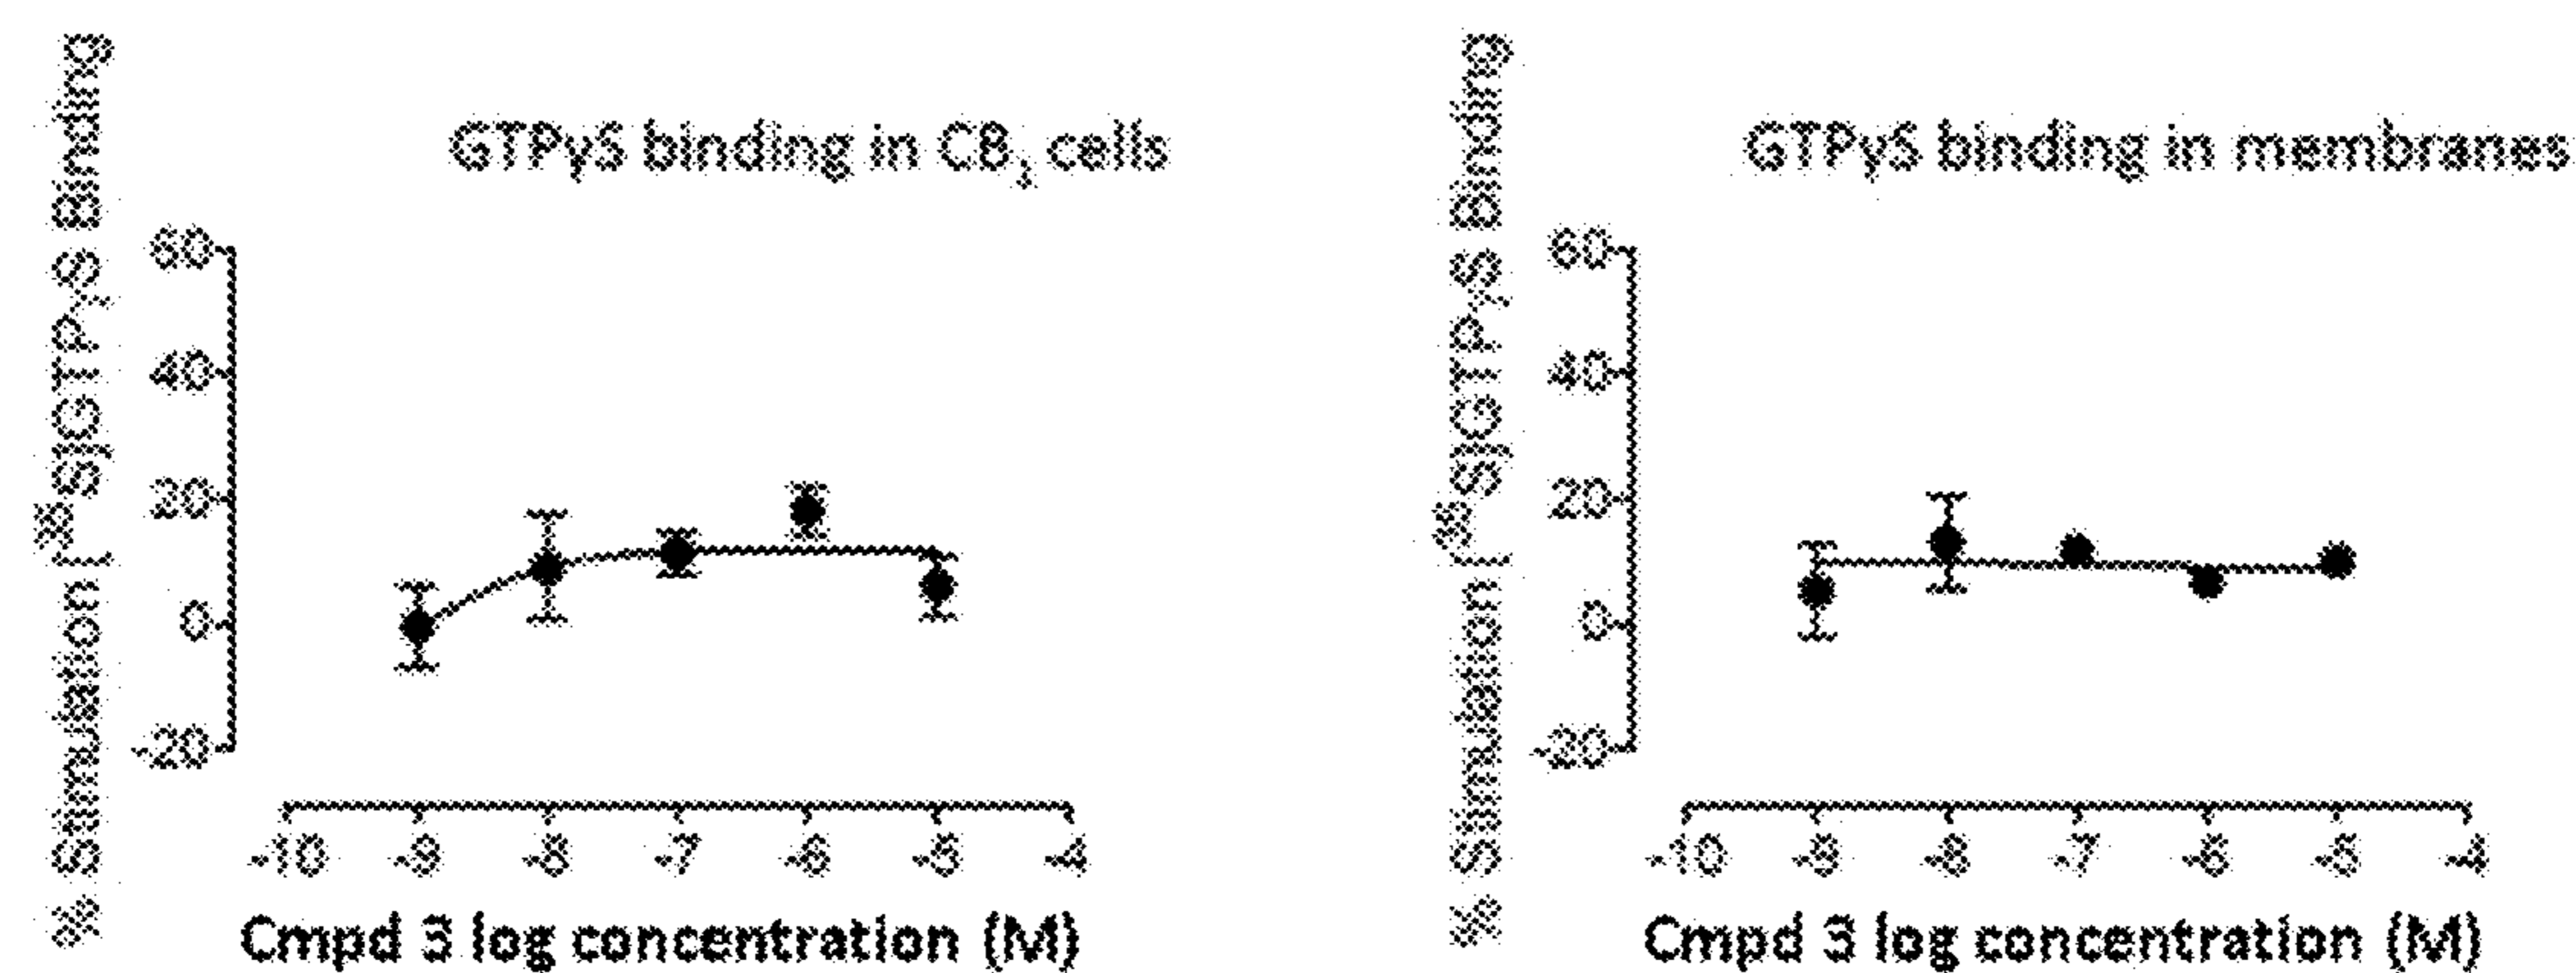 % Stimulation [³⁵S]GTPγS Binding
GTPγS binding in CB₁ cells
60
40
20
0
-20
-10 -9 -8 -7 -6 -5 -4
Cmpd 3 log concentration (M)
% Stimulation [³⁵S]GTPγS Binding
GTPγS binding in membranes
60
40
20
0
-20
-10 -9 -8 -7 -6 -5 -4
Cmpd 3 log concentration (M)